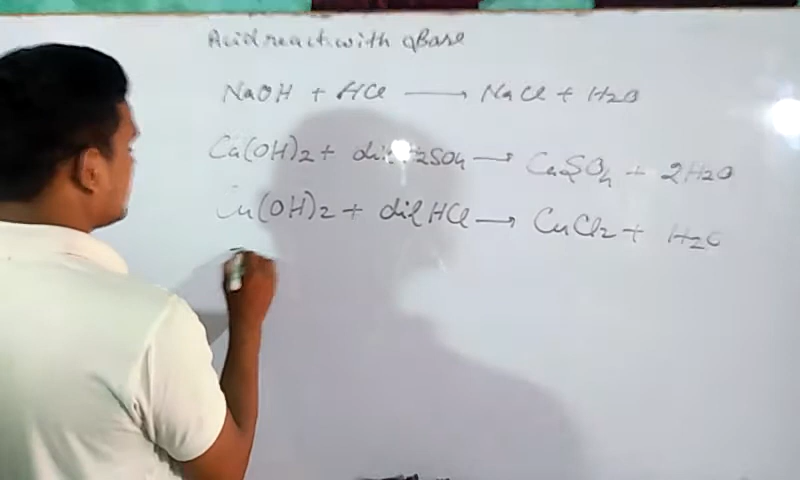 Acid react with a Base
NaOH + HCl → NaCl + H2O
Ca(OH)2 + dil H2SO4 → CaSO4 + 2H2O
Cu(OH)2 + dil HCl → CuCl2 + H2O